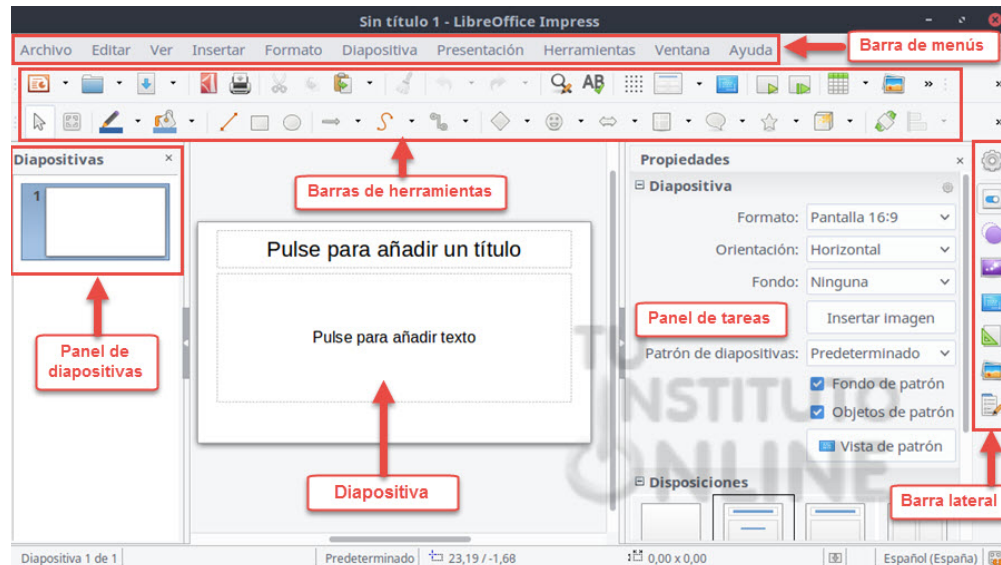 Sin título 1 - LibreOffice Impress
Archivo Editar Ver Insertar Formato Diapositiva Presentación Herramientas Ventana Ayuda
Barra de menús
Barras de herramientas
Diapositivas
1
Panel de
diapositivas
Pulse para añadir un título
Pulse para añadir texto
Diapositiva
Propiedades
Diapositiva
Formato: Pantalla 16:9
Orientación: Horizontal
Fondo: Ninguna
Panel de tareas
Insertar imagen
Patrón de diapositivas: Predeterminado
Fondo de patrón
Objetos de patrón
Vista de patrón
Disposiciones
Barra lateral
TU
INSTITUTO
ONLINE
Diapositiva 1 de 1 Predeterminado 23,19 / -1,68 0,00 x 0,00 Español (España)